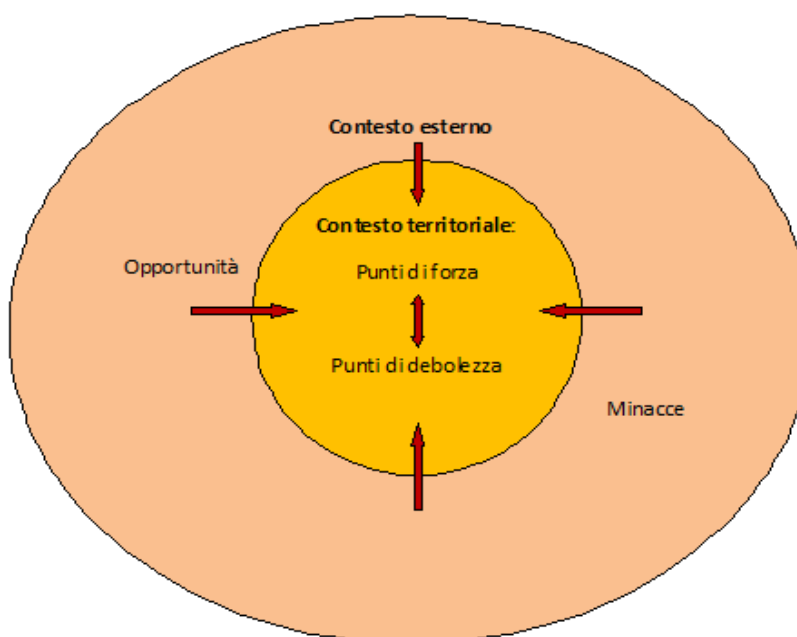 Contesto esterno
Contesto territoriale:
Opportunità
Punti di forza
Punti di debolezza
Minacce